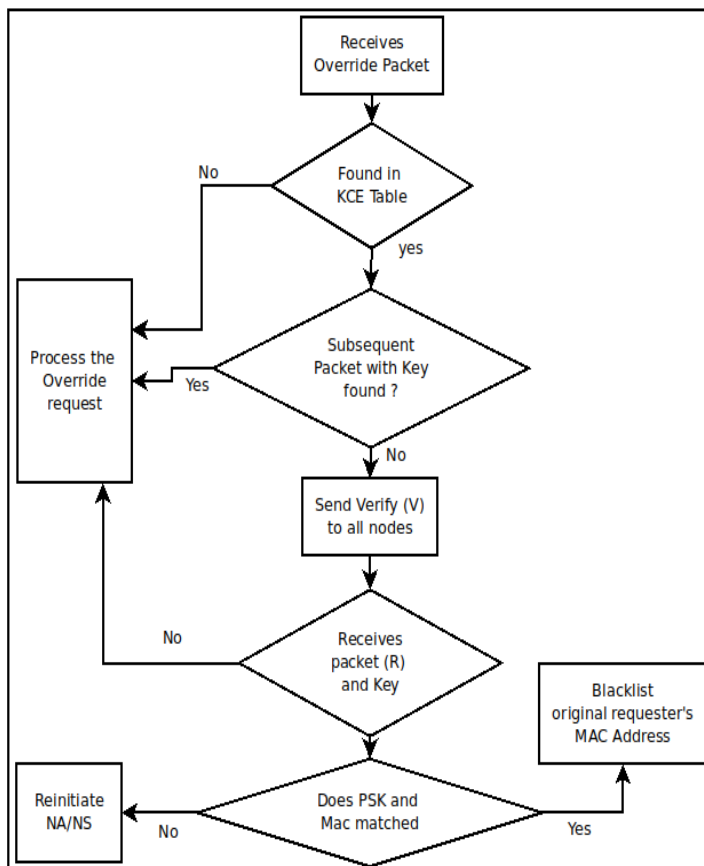 Receives
Override Packet
Found in
KCE Table
No
yes
Process the
Override
request
Subsequent
Packet with Key
found ?
Yes
No
Send Verify (V)
to all nodes
Receives
packet (R)
and Key
No
Blacklist
original requester's
MAC Address
Does PSK and
Mac matched
Reinitiate
NA/NS
No
Yes